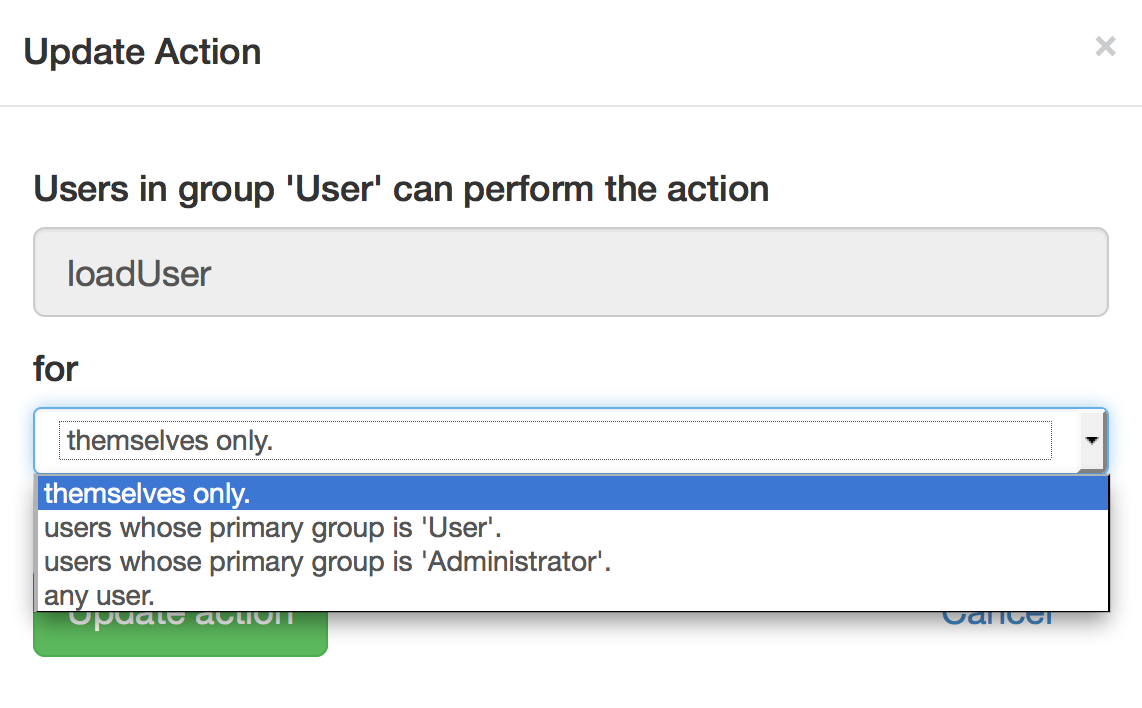 Update Action
×
Users in group 'User' can perform the action
loadUser
for
themselves only.
themselves only.
users whose primary group is 'User'.
users whose primary group is 'Administrator'.
any user.
Update action Cancel